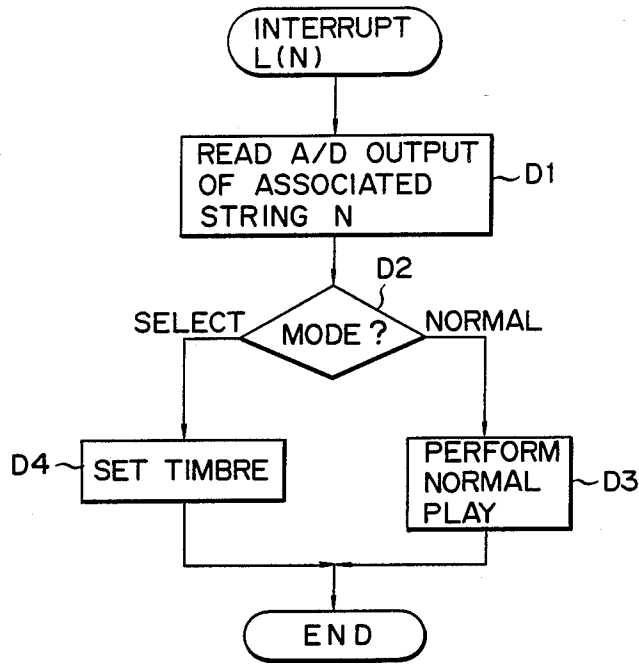 INTERRUPT
L(N)
READ A/D OUTPUT
OF ASSOCIATED
STRING N
D1
D2
SELECT
MODE?
NORMAL
D4
SET TIMBRE
PERFORM
NORMAL
PLAY
D3
END